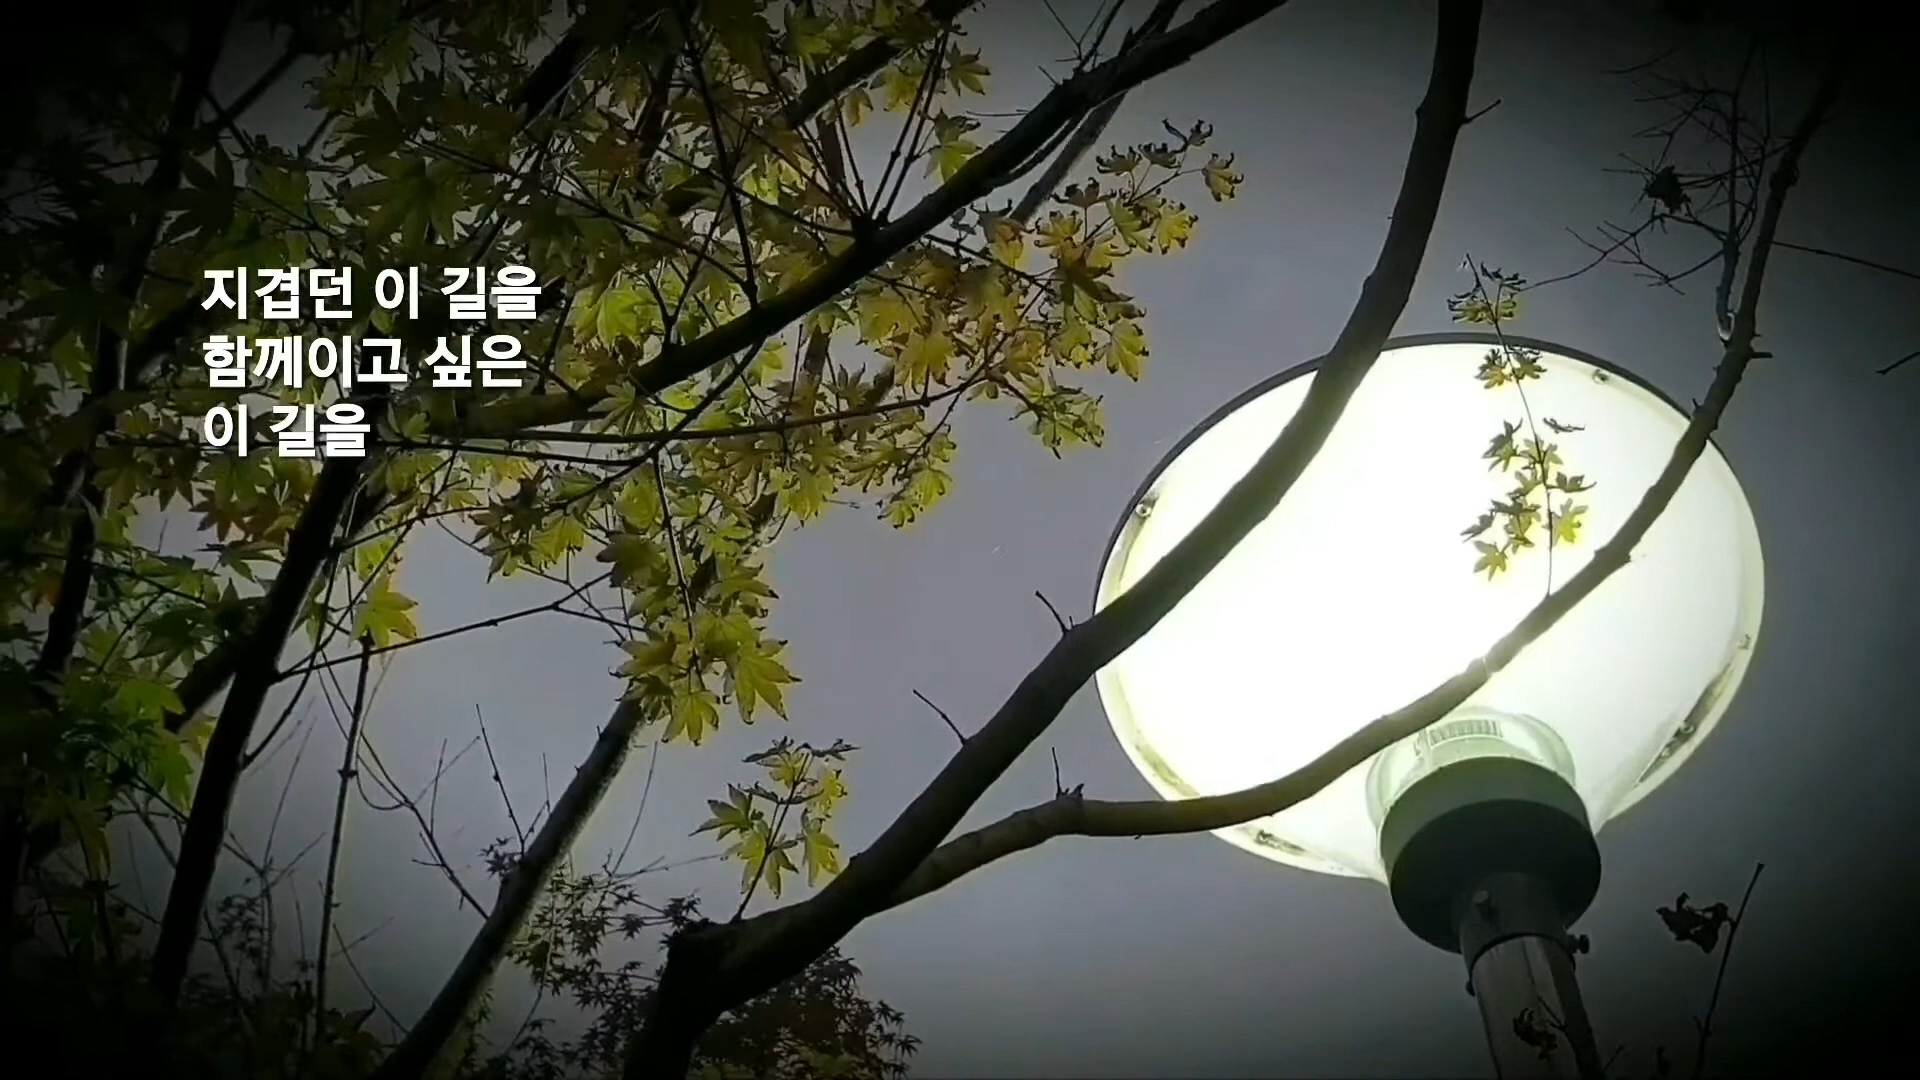 지겹던 이 길을
함께이고 싶은
이 길을